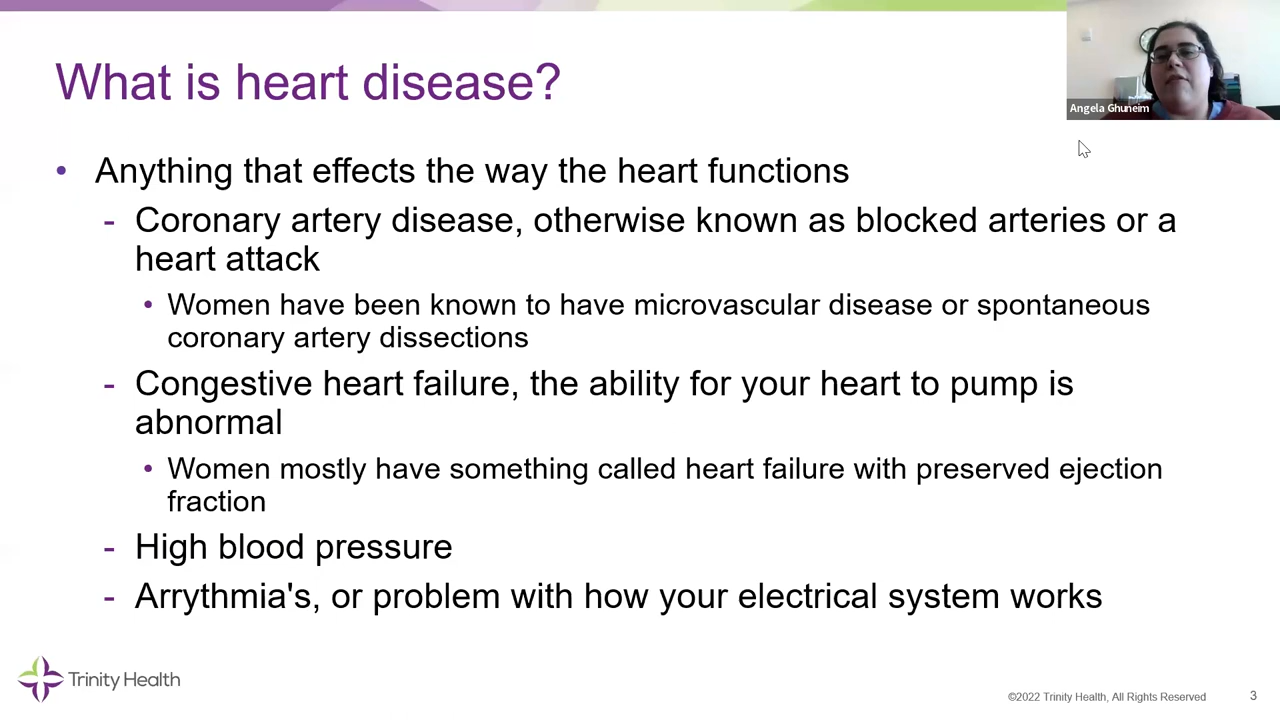 What is heart disease?
Angela Ghuneim
• Anything that effects the way the heart functions
- Coronary artery disease, otherwise known as blocked arteries or a
heart attack
• Women have been known to have microvascular disease or spontaneous
coronary artery dissections
- Congestive heart failure, the ability for your heart to pump is
abnormal
• Women mostly have something called heart failure with preserved ejection
fraction
- High blood pressure
- Arrythmia's, or problem with how your electrical system works
Trinity Health
©2022 Trinity Health, All Rights Reserved
3